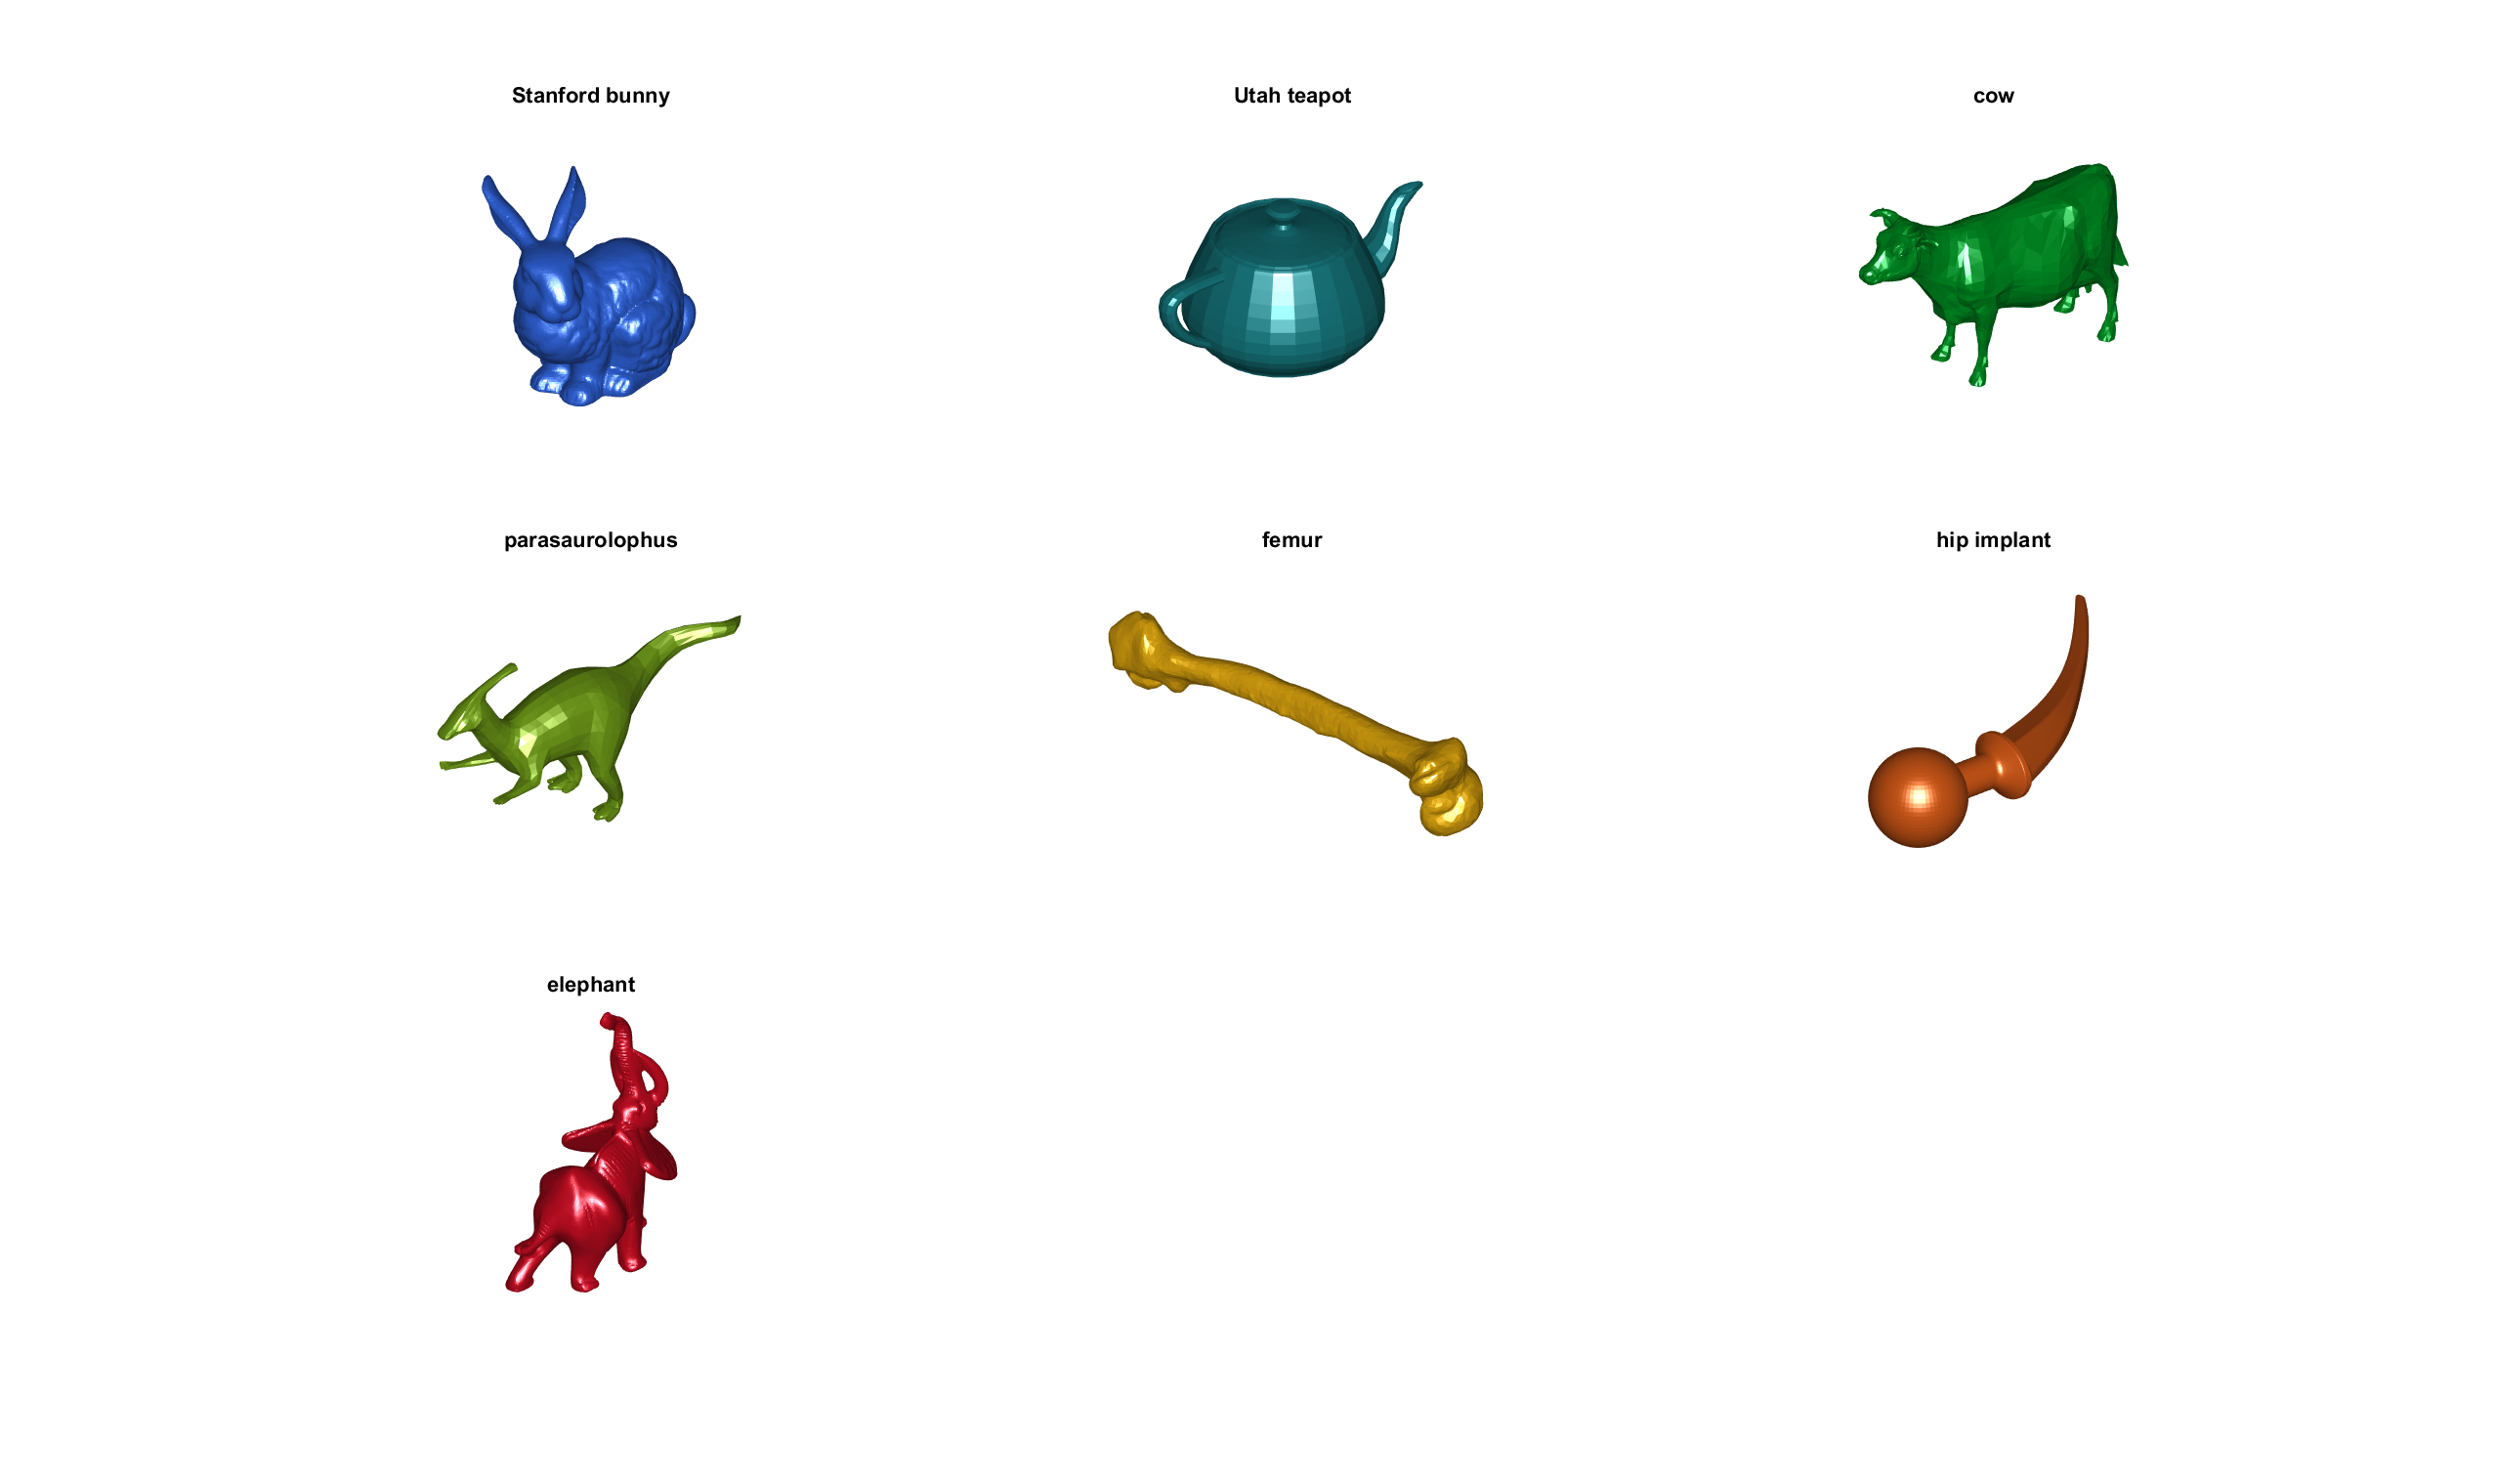 Stanford bunny
Utah teapot
cow
parasaurolophus
femur
hip implant
elephant